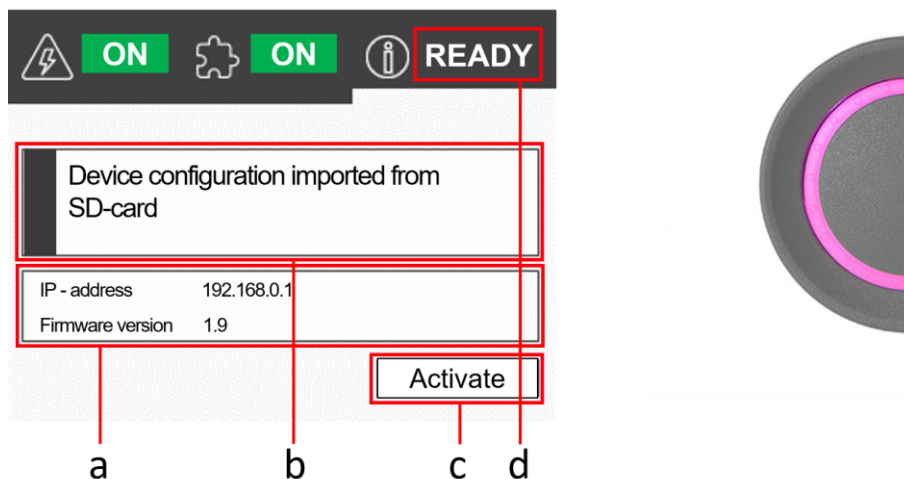 ON ON READY
Device configuration imported from
SD-card
IP - address 192.168.0.1
Firmware version 1.9
Activate
a b c d